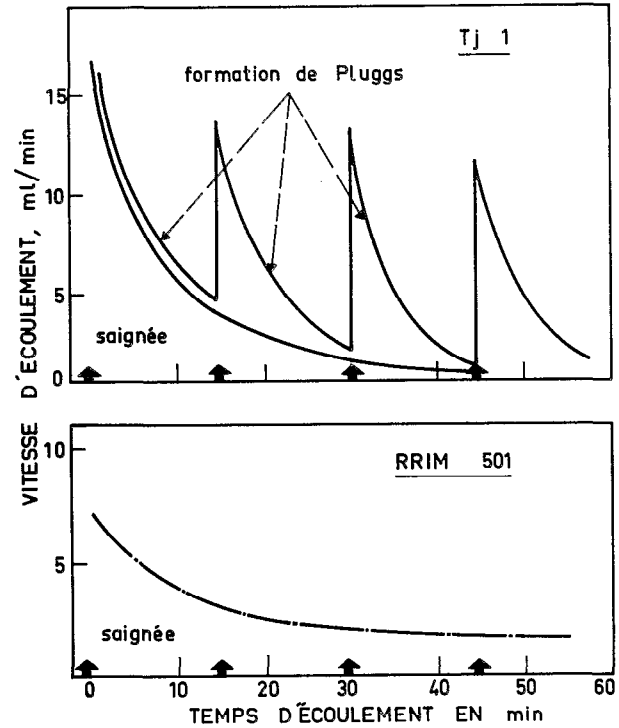 Tj 1
formation de Pluggs
15
10
5
0
saignée
VITESSE D'ECOULEMENT, ml/min
RRIM 501
10
5
saignée
0 10 20 30 40 50 60
TEMPS D'ÉCOULEMENT EN min